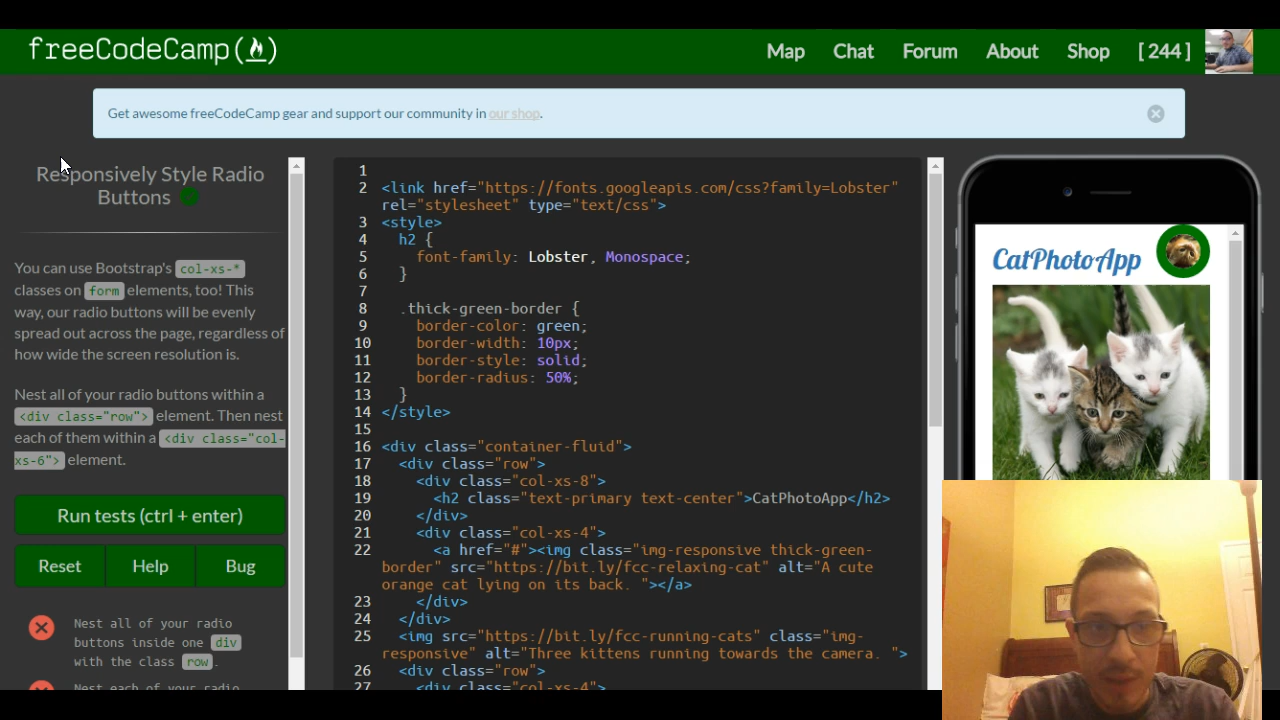 freeCodeCamp(🔥)
Map Chat Forum About Shop [ 244 ]
Get awesome freeCodeCamp gear and support our community in our shop.
Responsively Style Radio
Buttons
You can use Bootstrap's col-xs-*
classes on form elements, too! This
way, our radio buttons will be evenly
spread out across the page, regardless of
how wide the screen resolution is.
Nest all of your radio buttons within a
<div class="row"> element. Then nest
each of them within a <div class="col-
xs-6"> element.
Run tests (ctrl + enter)
Reset Help Bug
Nest all of your radio
buttons inside one div
with the class row.
Nest each of your radio
1
2 <link href="https://fonts.googleapis.com/css?family=Lobster"
rel="stylesheet" type="text/css">
3 <style>
4 h2 {
5 font-family: Lobster, Monospace;
6 }
7
8 .thick-green-border {
9 border-color: green;
10 border-width: 10px;
11 border-style: solid;
12 border-radius: 50%;
13 }
14 </style>
15
16 <div class="container-fluid">
17 <div class="row">
18 <div class="col-xs-8">
19 <h2 class="text-primary text-center">CatPhotoApp</h2>
20 </div>
21 <div class="col-xs-4">
22 <a href="#"><img class="img-responsive thick-green-
border" src="https://bit.ly/fcc-relaxing-cat" alt="A cute
orange cat lying on its back. "></a>
23 </div>
24 </div>
25 <img src="https://bit.ly/fcc-running-cats" class="img-
responsive" alt="Three kittens running towards the camera. ">
26 <div class="row">
27 <div class="col-xs-4">
CatPhotoApp